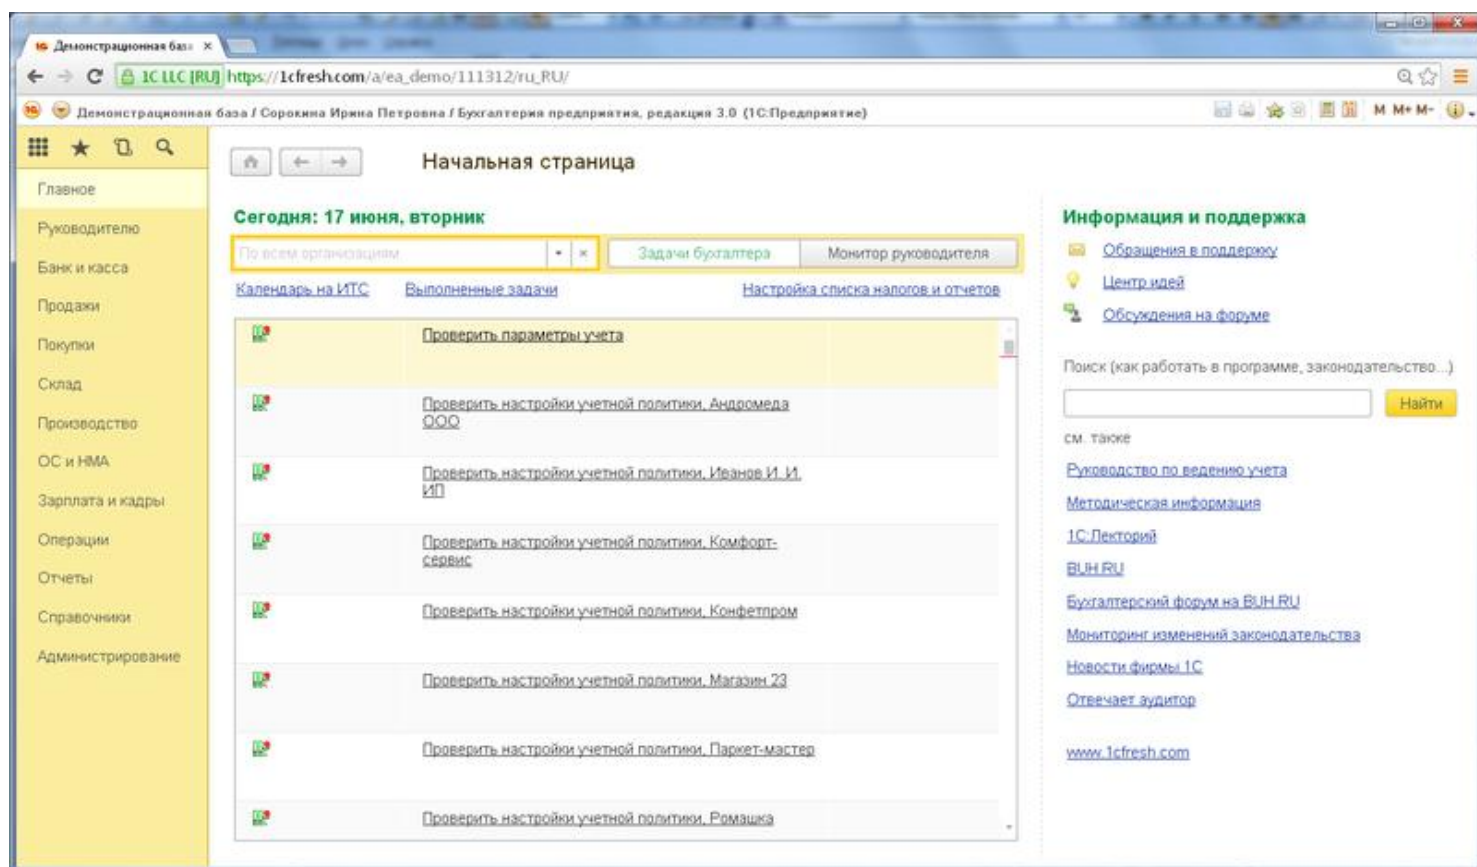 Демонстрационная база
1C LLC [RU] https://1cfresh.com/a/ea_demo/111312/ru_RU/
Демонстрационная база / Сорокина Ирина Петровна / Бухгалтерия предприятия, редакция 3.0 (1С:Предприятие)
M M+ M-
Начальная страница
Главное
Руководителю
Банк и касса
Продажи
Покупки
Склад
Производство
ОС и НМА
Зарплата и кадры
Операции
Отчеты
Справочники
Администрирование
Сегодня: 17 июня, вторник
По всем организациям
Задачи бухгалтера
Монитор руководителя
Календарь на ИТС
Выполненные задачи
Настройка списка налогов и отчетов
Проверить параметры учета
Проверить настройки учетной политики, Андромеда
ООО
Проверить настройки учетной политики, Иванов И. И.
ИП
Проверить настройки учетной политики, Комфорт-
сервис
Проверить настройки учетной политики, Конфетпром
Проверить настройки учетной политики, Магазин 23
Проверить настройки учетной политики, Паркет-мастер
Проверить настройки учетной политики, Ромашка
Информация и поддержка
Обращения в поддержку
Центр идей
Обсуждения на форуме
Поиск (как работать в программе, законодательство...)
Найти
см. также
Руководство по ведению учета
Методическая информация
1С:Лекторий
BUH.RU
Бухгалтерский форум на BUH.RU
Мониторинг изменений законодательства
Новости фирмы 1С
Отвечает аудитор
www.1cfresh.com